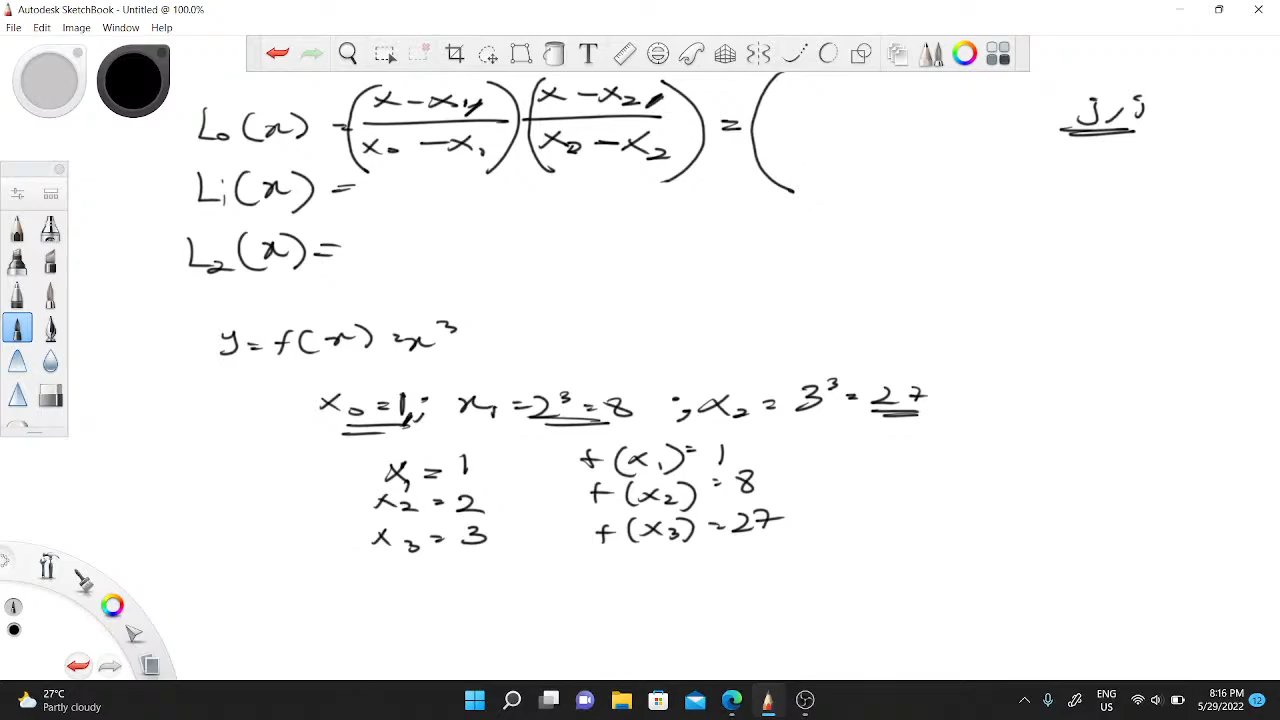 Autodesk SketchBook - Untitled @ 100.0%
File Edit Image Window Help
L₀(x) = (x - x₁ / x₀ - x₁)(x - x₂ / x₀ - x₂) = (
j, j
L₁(x) =
L₂(x) =
y = f(x) = x³
x₀ = 1; x₁ = 2³ = 8 ; x₂ = 3³ = 27
x₁ = 1 f(x₁) = 1
x₂ = 2 f(x₂) = 8
x₃ = 3 f(x₃) = 27
27°C
Partly cloudy
ENG
US
8:16 PM
5/29/2022
12